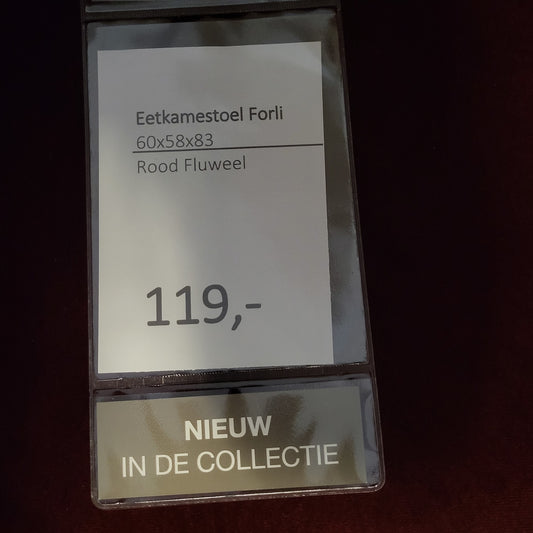 Eetkamestoel Forli
60x58x83
Rood Fluweel
119,-
NIEUW
IN DE COLLECTIE